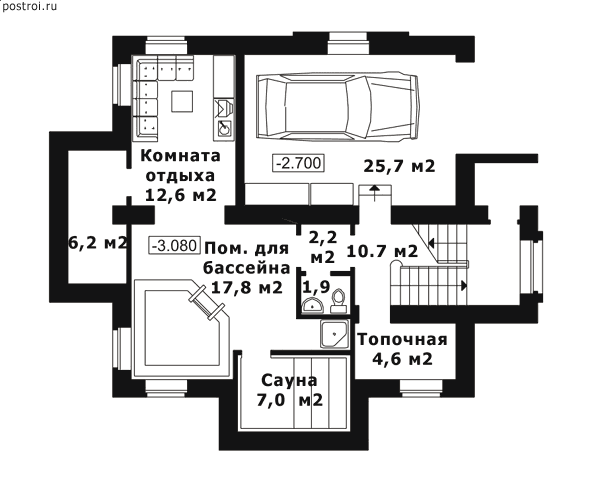 postroi.ru
-2.700
25,7 м2
Комната
отдыха
12,6 м2
6,2 м2
-3.080
Пом. для
бассейна
17,8 м2
2,2
м2
10.7 м2
1,9
Топочная
4,6 м2
Сауна
7,0 м2